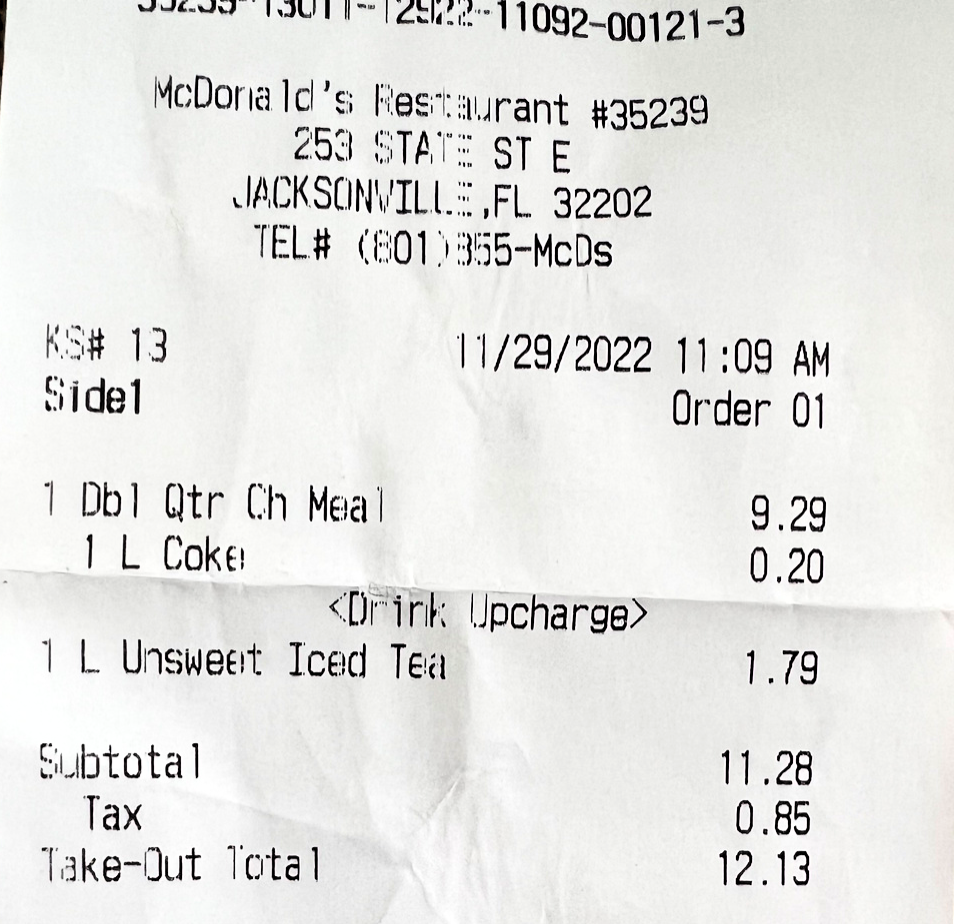 11092-00121-3
McDonald's Restaurant #35239
253 STATE ST E
JACKSONVILLE,FL 32202
TEL# (801)355-McDs
KS# 13 11/29/2022 11:09 AM
Side1 Order 01
1 Dbl Qtr Ch Meal 9.29
1 L Coke 0.20
<Drink Upcharge>
1 L Unsweet Iced Tea 1.79
Subtotal 11.28
Tax 0.85
Take-Out Total 12.13